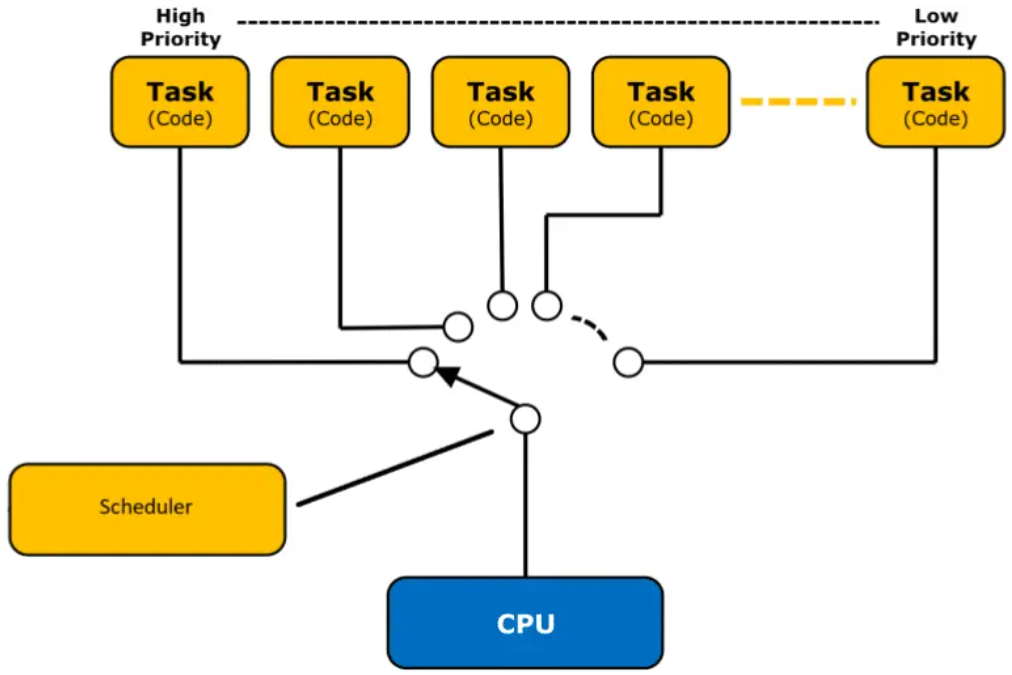 High
Priority
Low
Priority
Task
(Code)
Task
(Code)
Task
(Code)
Task
(Code)
Task
(Code)
Scheduler
CPU